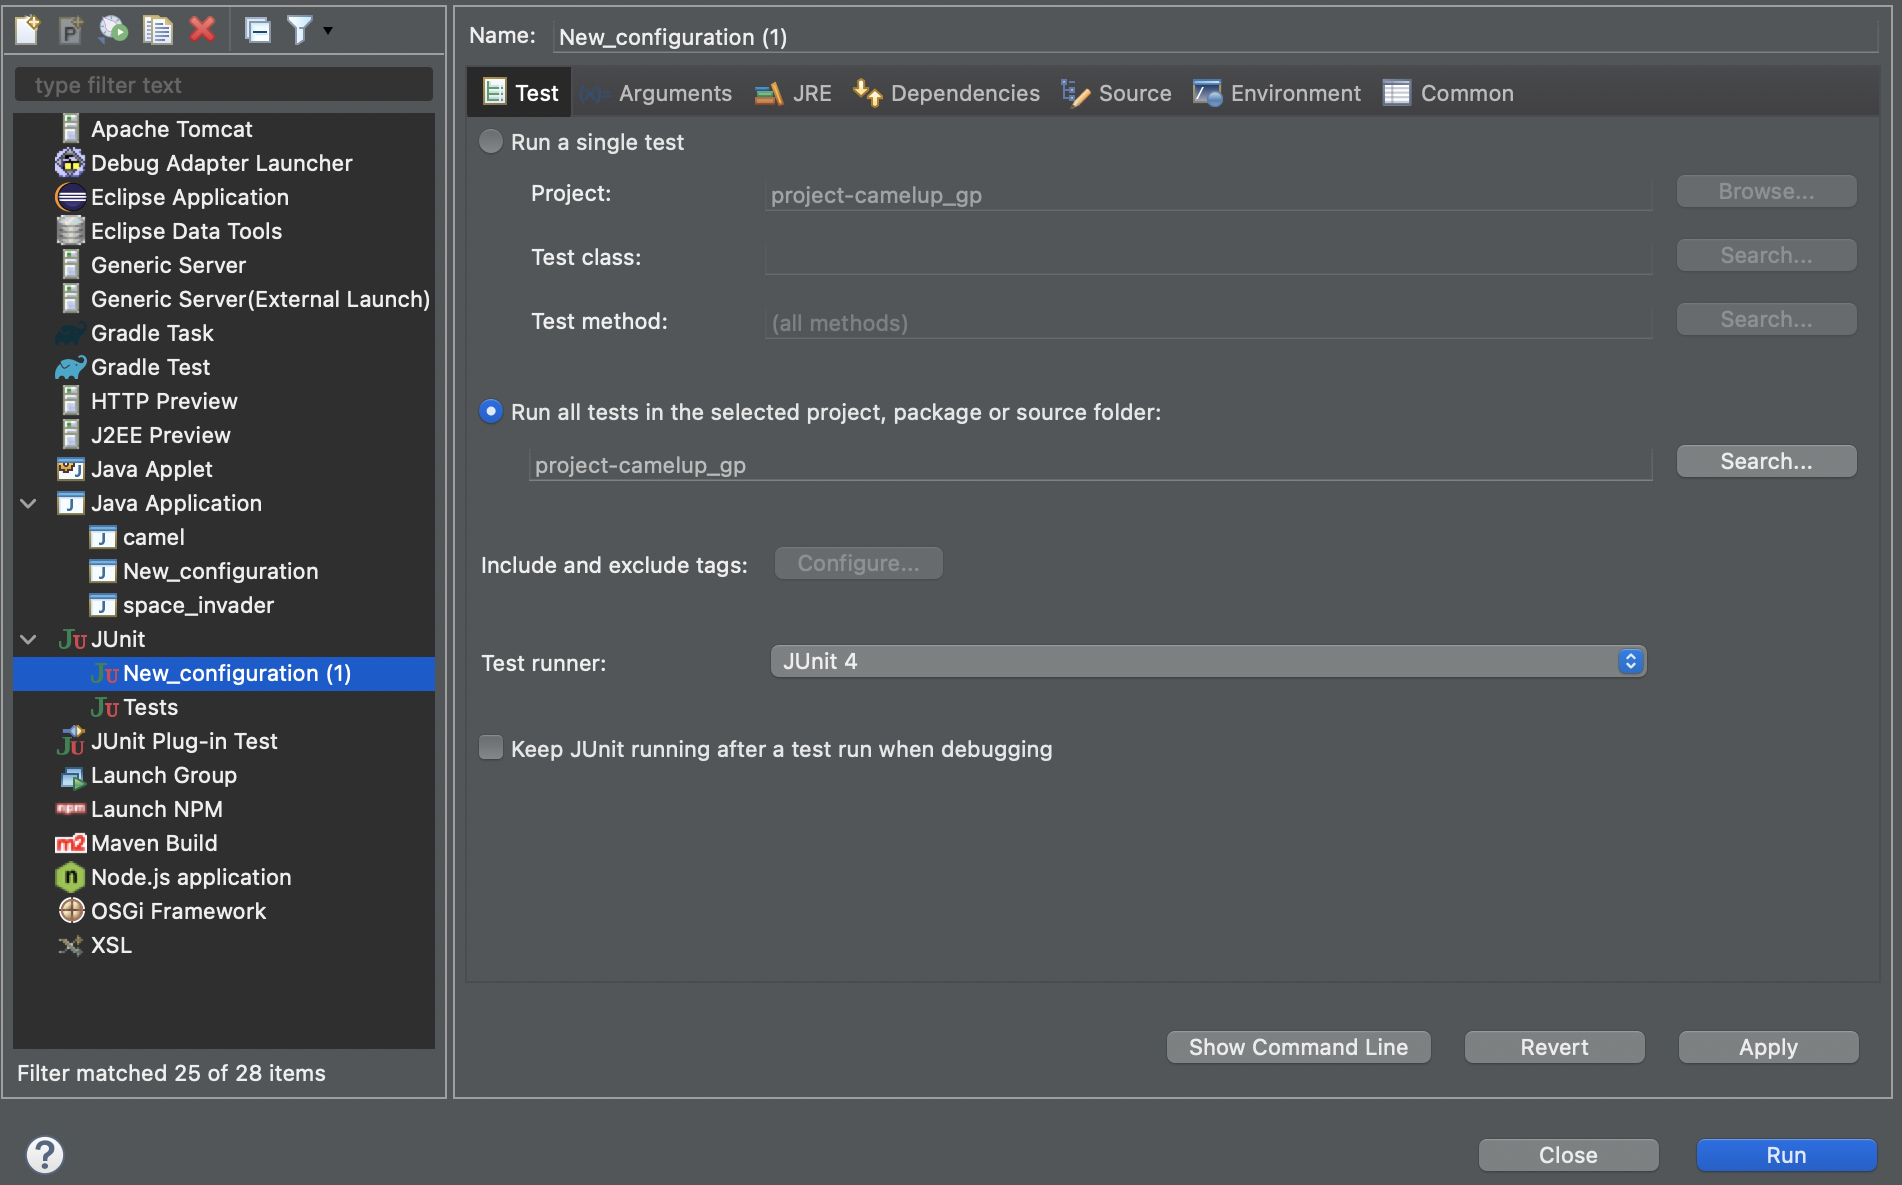 Name: New_configuration (1)
type filter text
Apache Tomcat
Debug Adapter Launcher
Eclipse Application
Eclipse Data Tools
Generic Server
Generic Server(External Launch)
Gradle Task
Gradle Test
HTTP Preview
J2EE Preview
Java Applet
Java Application
camel
New_configuration
space_invader
JUnit
New_configuration (1)
Tests
JUnit Plug-in Test
Launch Group
Launch NPM
Maven Build
Node.js application
OSGi Framework
XSL
Filter matched 25 of 28 items
Test (x)= Arguments JRE Dependencies Source Environment Common
Run a single test
Project: project-camelup_gp Browse...
Test class: Search...
Test method: (all methods) Search...
Run all tests in the selected project, package or source folder:
project-camelup_gp Search...
Include and exclude tags: Configure...
Test runner: JUnit 4
Keep JUnit running after a test run when debugging
Show Command Line Revert Apply
? Close Run